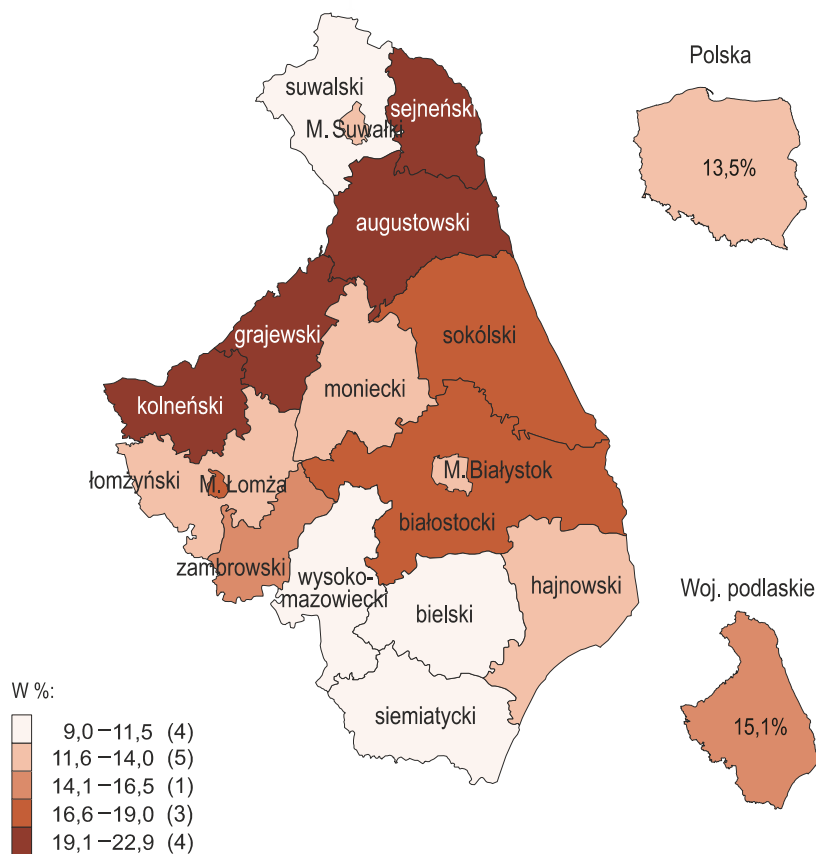 Polska
suwalski
sejneński
M. Suwałki
13,5%
augustowski
grajewski
sokólski
moniecki
kolneński
łomżyński
M. Łomża
M. Białystok
białostocki
zambrowski
wysoko-
mazowiecki
hajnowski
bielski
Woj. podlaskie
siemiatycki
15,1%
W %:
9,0 –11,5 (4)
11,6 –14,0 (5)
14,1 –16,5 (1)
16,6 –19,0 (3)
19,1 –22,9 (4)